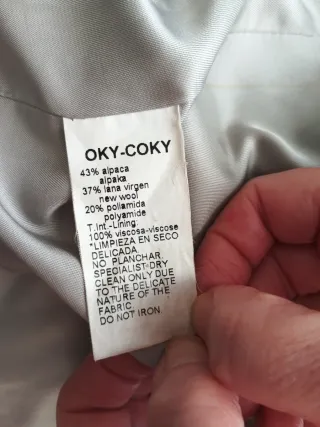 OKY-COKY
43% alpaca
alpaka
37% lana virgen
new wool
20% poliamida
polyamide
T.Int.-Lining:
100% viscosa-viscose
*LIMPIEZA EN SECO
DELICADA.
NO PLANCHAR.
SPECIALIST-DRY
CLEAN ONLY DUE
TO THE DELICATE
NATURE OF THE
FABRIC
DO NOT IRON